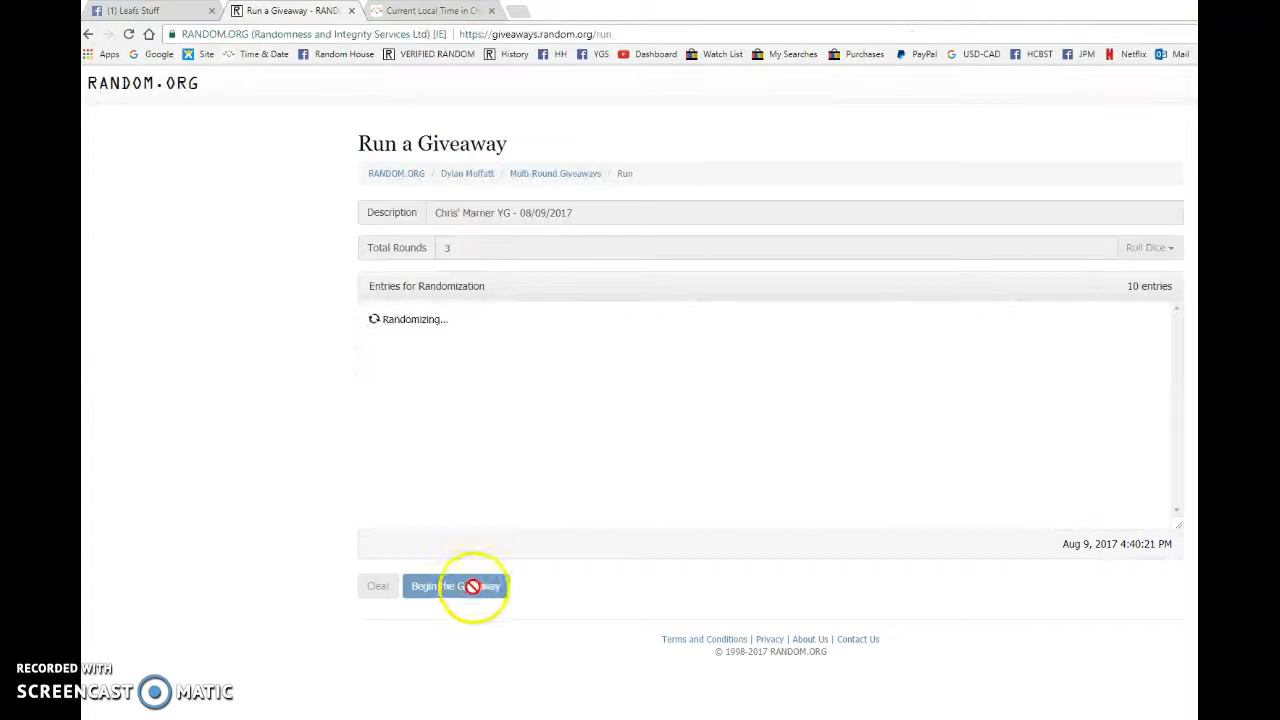 (1) Leafs Stuff
Run a Giveaway - RANDO
Current Local Time in Ch
RANDOM.ORG (Randomness and Integrity Services Ltd) [IE] https://giveaways.random.org/run
Apps Google Site Time & Date Random House VERIFIED RANDOM History HH YGS Dashboard Watch List My Searches Purchases PayPal USD-CAD HCBST JPM Netflix Mail
RANDOM.ORG
Run a Giveaway
RANDOM.ORG / Dylan Moffatt / Multi-Round Giveaways / Run
Description Chris' Marner YG - 08/09/2017
Total Rounds 3 Roll Dice
Entries for Randomization 10 entries
Randomizing...
Aug 9, 2017 4:40:21 PM
Clear Begin the Giveaway
Terms and Conditions | Privacy | About Us | Contact Us
© 1998-2017 RANDOM.ORG
RECORDED WITH
SCREENCAST MATIC